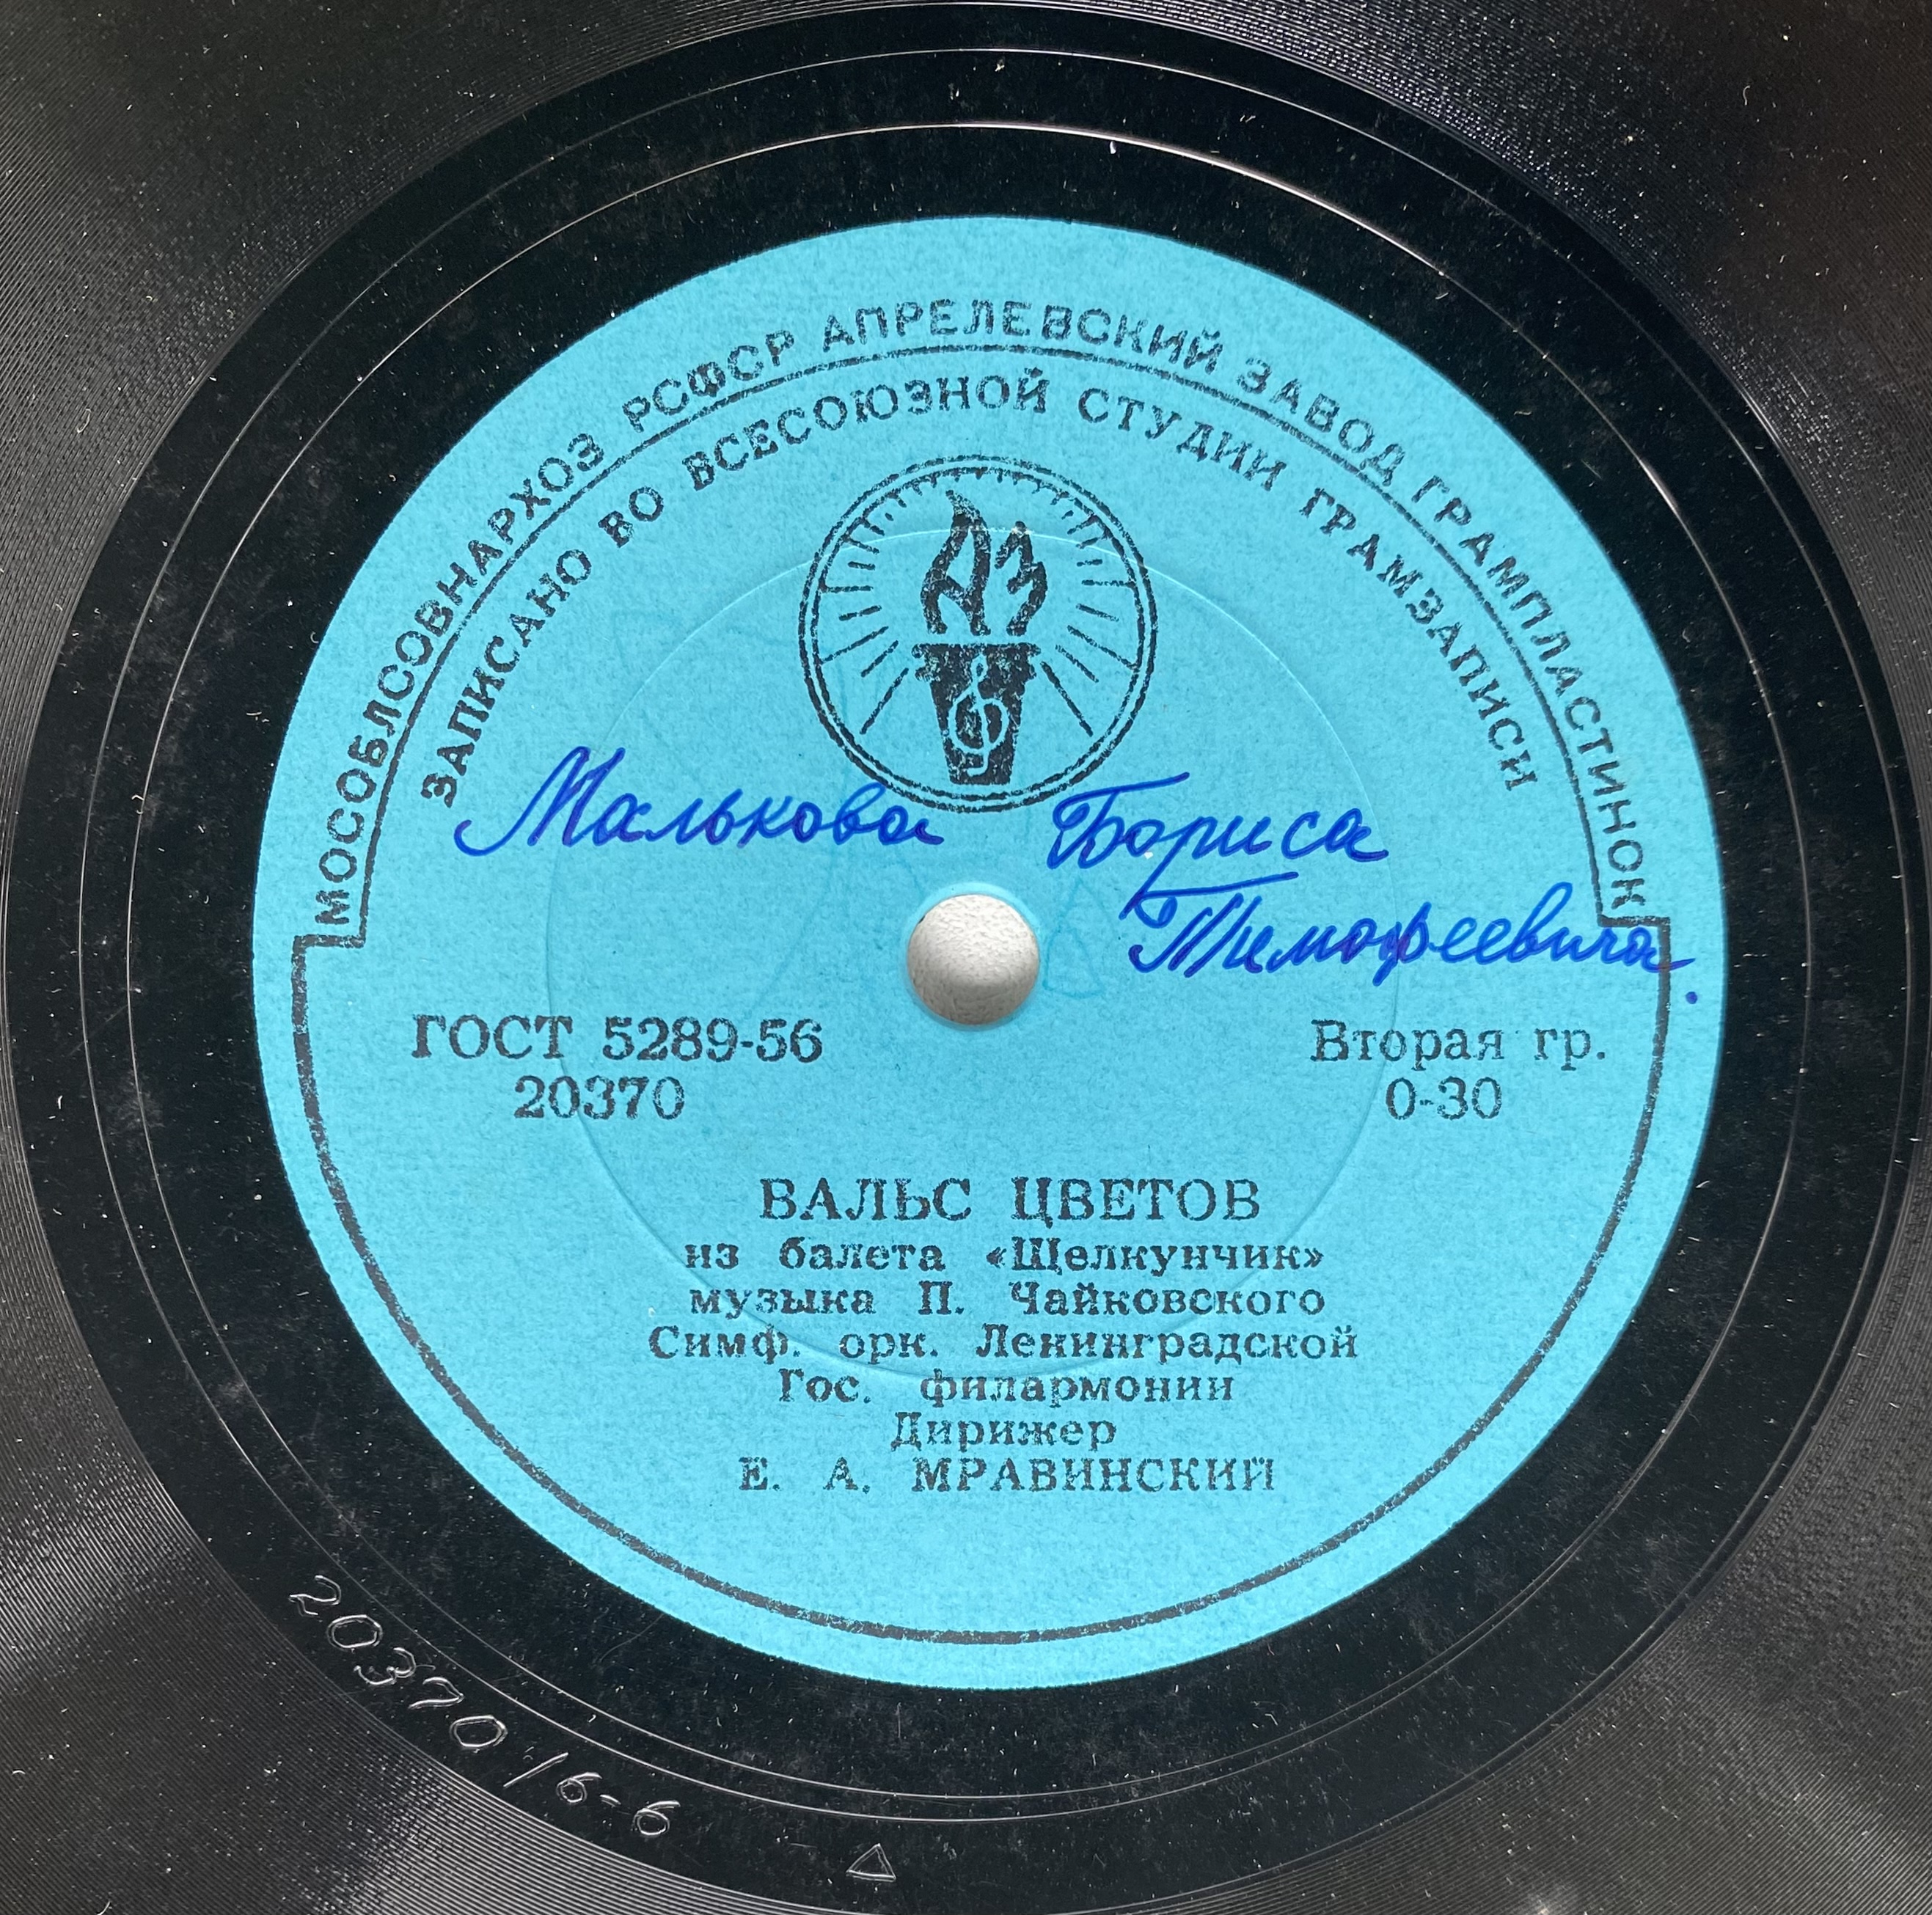 МОСОБЛСОВНАРХОЗ РСФСР АПРЕЛЕВСКИЙ ЗАВОД ГРАМПЛАСТИНОК
ЗАПИСАНО ВО ВСЕСОЮЗНОЙ СТУДИИ ГРАМЗАПИСИ
АЗ
Малькова Бориса
Тимофеевича.
ГОСТ 5289-56
20370
Вторая гр.
0-30
ВАЛЬС ЦВЕТОВ
из балета «Щелкунчик»
музыка П. Чайковского
Симф. орк. Ленинградской
Гос. филармонии
Дирижер
Е. А. МРАВИНСКИЙ
20370/6-6